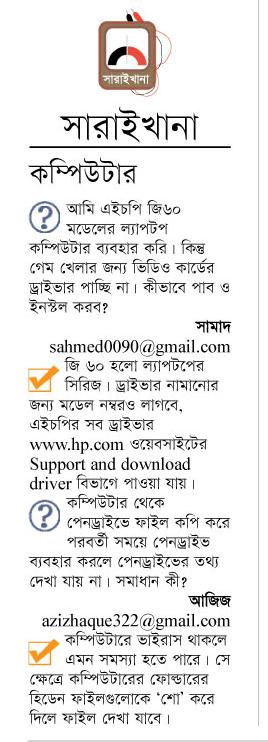 সারাইখানা
সারাইখানা
কম্পিউটার
আমি এইচপি জি৬০
মডেলের ল্যাপটপ
কম্পিউটার ব্যবহার করি। কিন্তু
গেম খেলার জন্য ভিডিও কার্ডের
ড্রাইভার পাচ্ছি না। কীভাবে পাব ও
ইনস্টল করব?
সামাদ
sahmed0090@gmail.com
জি ৬০ হলো ল্যাপটপের
সিরিজ। ড্রাইভার নামানোর
জন্য মডেল নম্বরও লাগবে,
এইচপির সব ড্রাইভার
www.hp.com ওয়েবসাইটের
Support and download
driver বিভাগে পাওয়া যায়।
কম্পিউটার থেকে
পেনড্রাইভে ফাইল কপি করে
পরবর্তী সময়ে পেনড্রাইভ
ব্যবহার করলে পেনড্রাইভের তথ্য
দেখা যায় না। সমাধান কী?
আজিজ
azizhaque322@gmail.com
কম্পিউটারে ভাইরাস থাকলে
এমন সমস্যা হতে পারে। সে
ক্ষেত্রে কম্পিউটারের ফোল্ডারের
হিডেন ফাইলগুলোকে ‘শো’ করে
দিলে ফাইল দেখা যাবে।